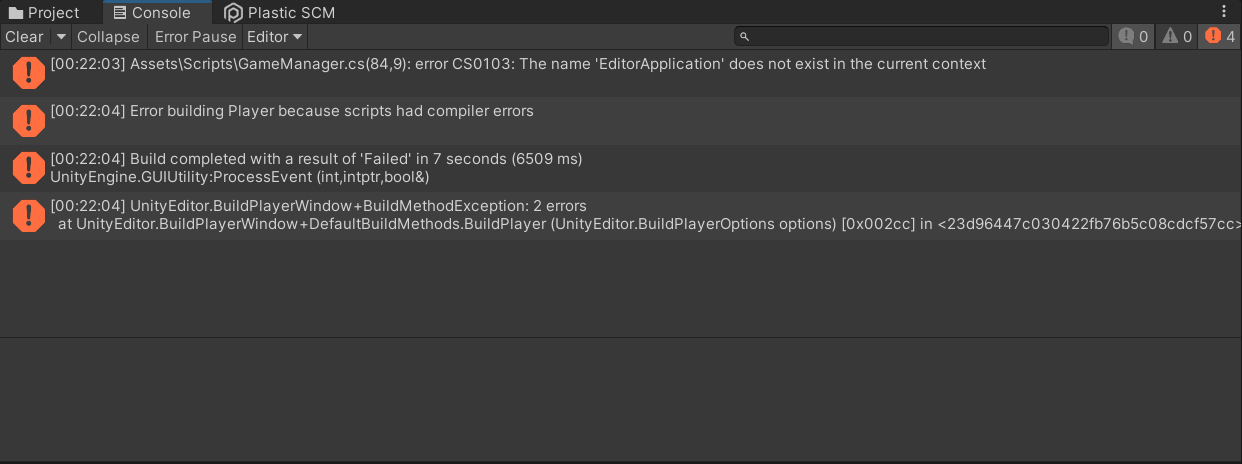 Project Console Plastic SCM
Clear Collapse Error Pause Editor 0 0 4
[00:22:03] Assets\Scripts\GameManager.cs(84,9): error CS0103: The name 'EditorApplication' does not exist in the current context
[00:22:04] Error building Player because scripts had compiler errors
[00:22:04] Build completed with a result of 'Failed' in 7 seconds (6509 ms)
UnityEngine.GUIUtility:ProcessEvent (int,intptr,bool&)
[00:22:04] UnityEditor.BuildPlayerWindow+BuildMethodException: 2 errors
at UnityEditor.BuildPlayerWindow+DefaultBuildMethods.BuildPlayer (UnityEditor.BuildPlayerOptions options) [0x002cc] in <23d96447c030422fb76b5c08cdcf57cc>